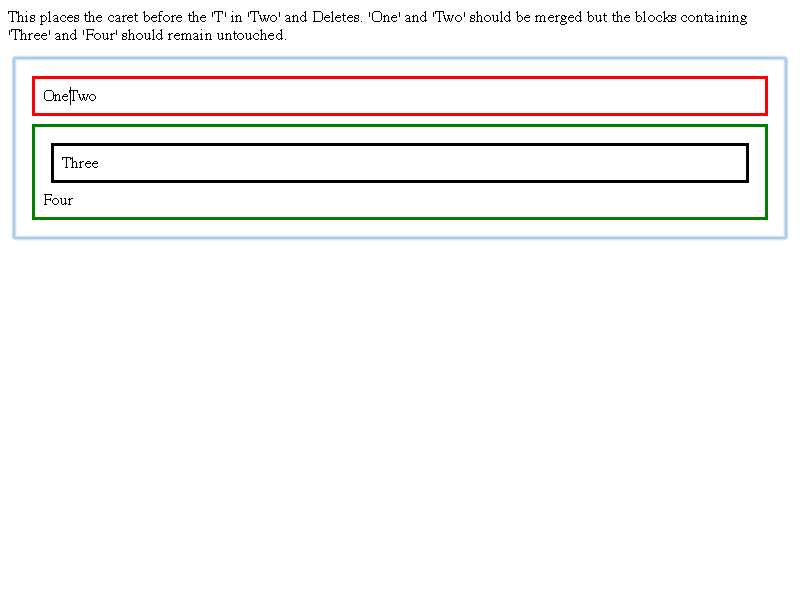 This places the caret before the 'T' in 'Two' and Deletes. 'One' and 'Two' should be merged but the blocks containing
'Three' and 'Four' should remain untouched.
OneTwo
Three
Four